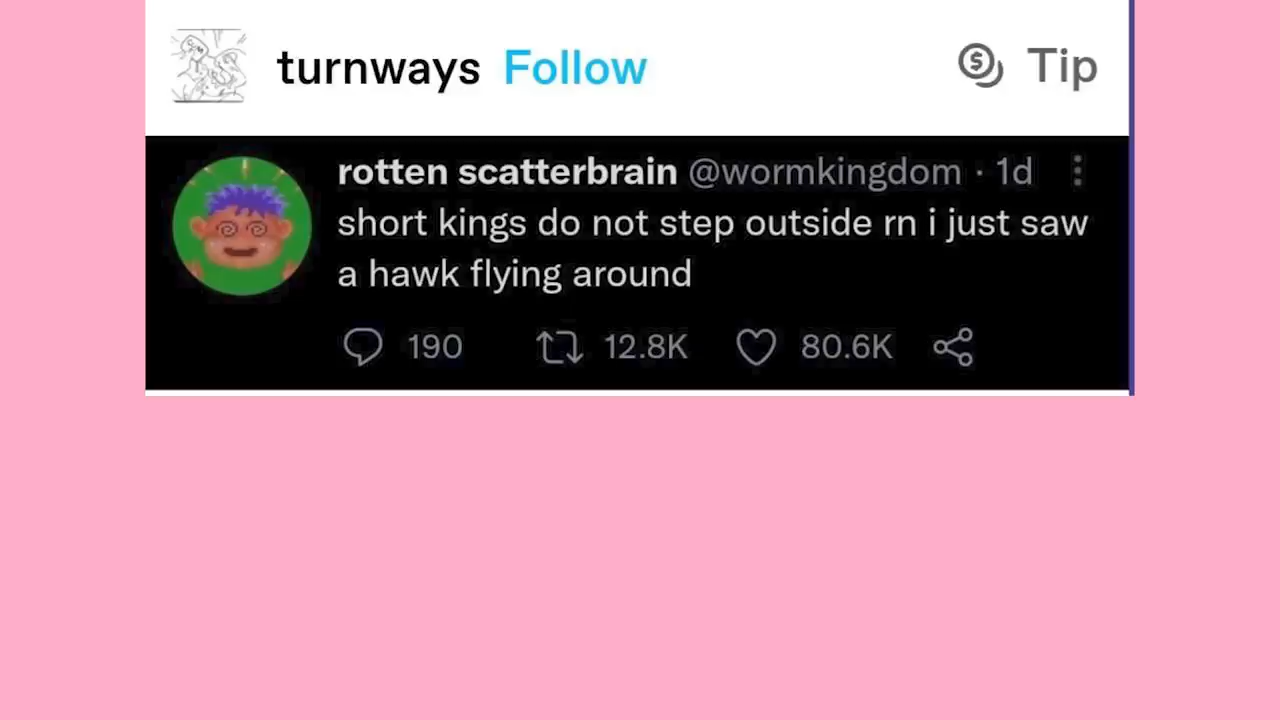 turnways Follow Tip
rotten scatterbrain @wormkingdom · 1d
short kings do not step outside rn i just saw
a hawk flying around
190 12.8K 80.6K